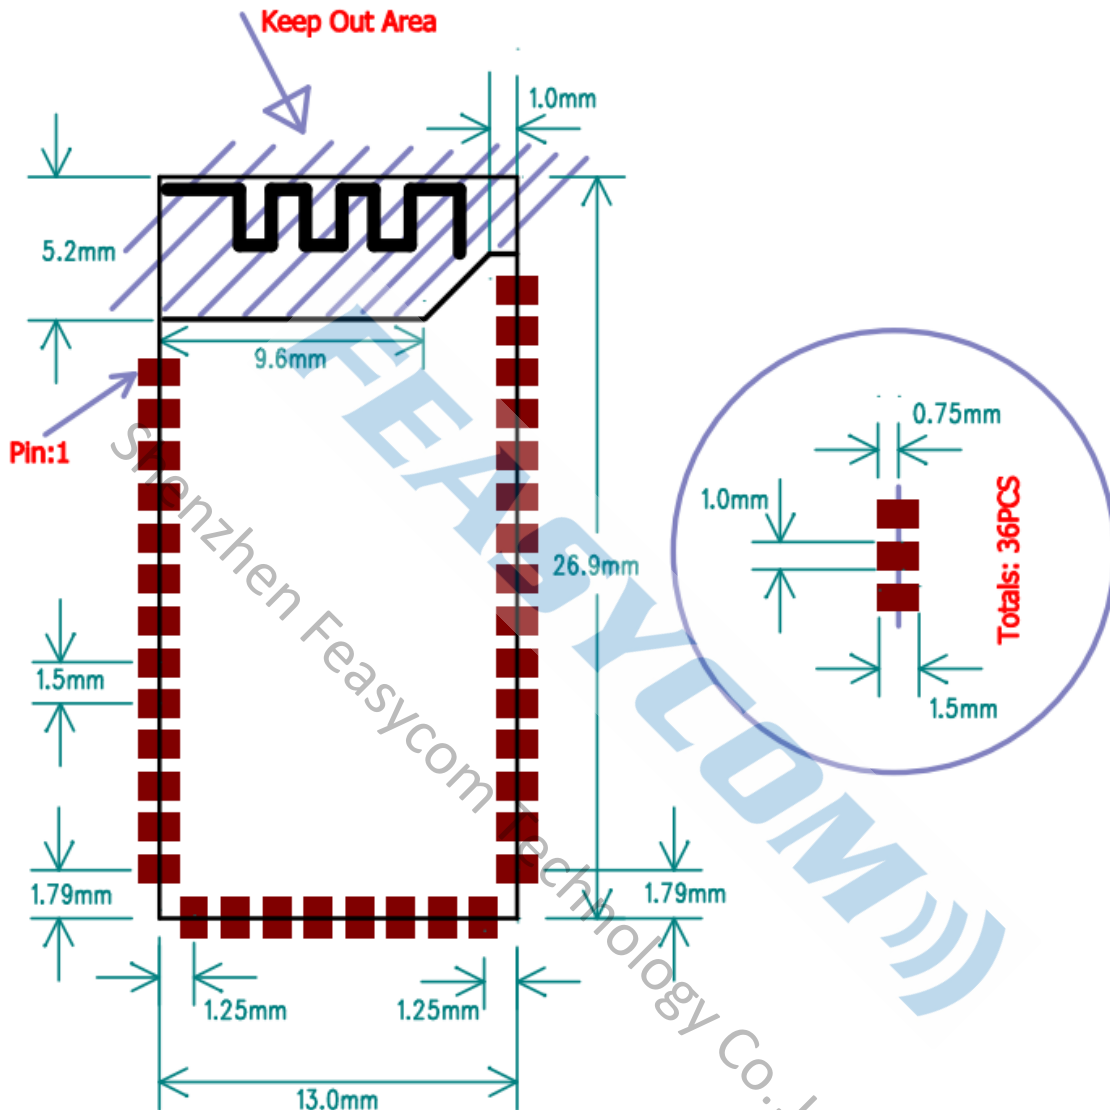 Keep Out Area
1.0mm
5.2mm
9.6mm
Pin:1
0.75mm
1.0mm
Totals: 36PCS
26.9mm
1.5mm
1.5mm
1.79mm
1.79mm
1.25mm
1.25mm
13.0mm
FEASYCOM
Shenzhen Feasycom Technology Co.,